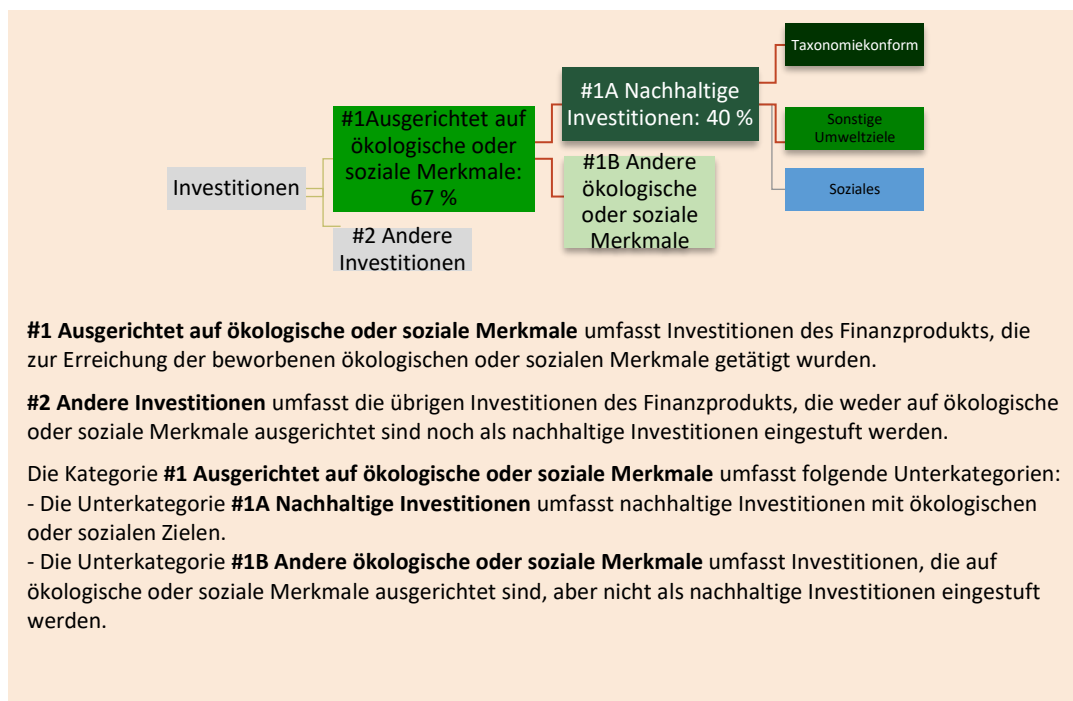 Taxonomiekonform
#1A Nachhaltige
Investitionen: 40 %
#1Ausgerichtet auf
ökologische oder
soziale Merkmale:
67 %
Sonstige
Umweltziele
#1B Andere
ökologische
oder soziale
Merkmale
Investitionen
Soziales
#2 Andere
Investitionen
#1 Ausgerichtet auf ökologische oder soziale Merkmale umfasst Investitionen des Finanzprodukts, die
zur Erreichung der beworbenen ökologischen oder sozialen Merkmale getätigt wurden.
#2 Andere Investitionen umfasst die übrigen Investitionen des Finanzprodukts, die weder auf ökologische
oder soziale Merkmale ausgerichtet sind noch als nachhaltige Investitionen eingestuft werden.
Die Kategorie #1 Ausgerichtet auf ökologische oder soziale Merkmale umfasst folgende Unterkategorien:
- Die Unterkategorie #1A Nachhaltige Investitionen umfasst nachhaltige Investitionen mit ökologischen
oder sozialen Zielen.
- Die Unterkategorie #1B Andere ökologische oder soziale Merkmale umfasst Investitionen, die auf
ökologische oder soziale Merkmale ausgerichtet sind, aber nicht als nachhaltige Investitionen eingestuft
werden.